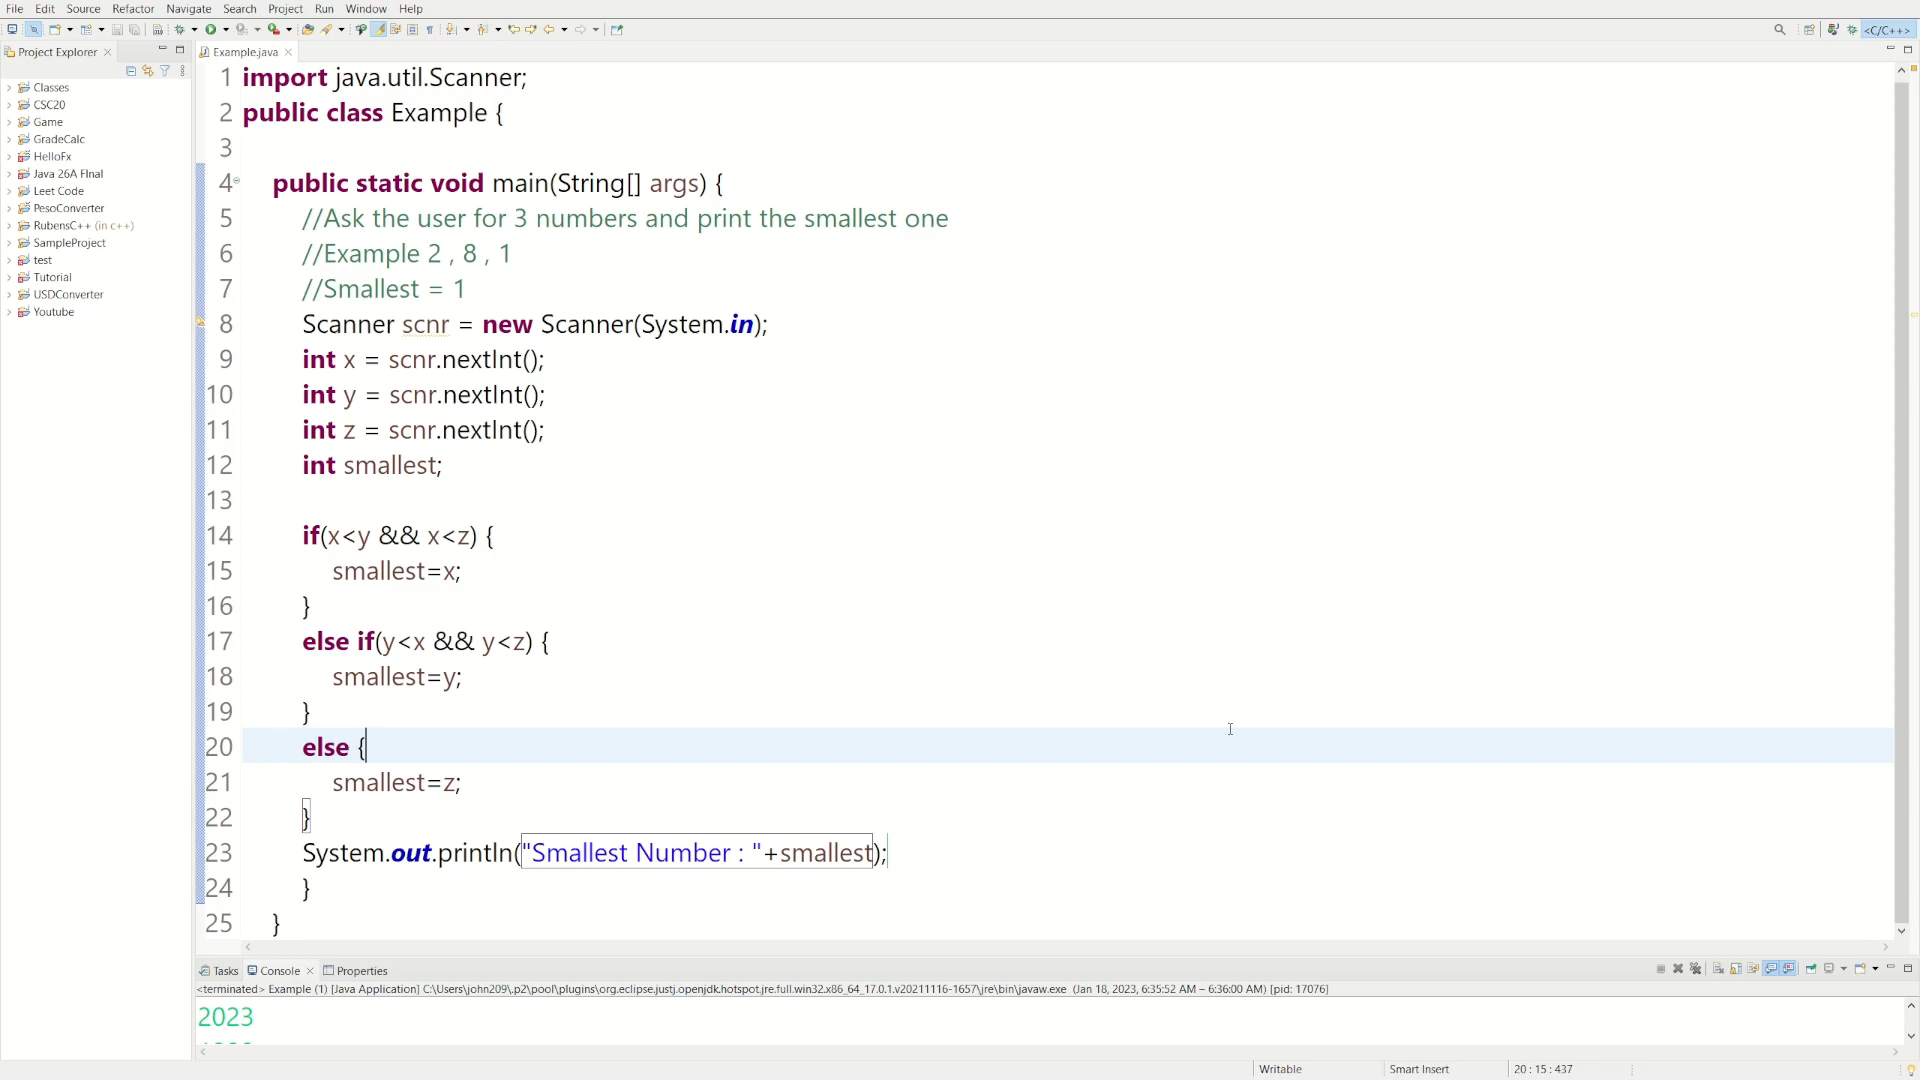 File Edit Source Refactor Navigate Search Project Run Window Help
<C/C++>
Project Explorer
Example.java
Classes
CSC20
Game
GradeCalc
HelloFx
Java 26A FInal
Leet Code
PesoConverter
RubensC++ (in c++)
SampleProject
test
Tutorial
USDConverter
Youtube
1 import java.util.Scanner;
2 public class Example {
3
4 public static void main(String[] args) {
5 //Ask the user for 3 numbers and print the smallest one
6 //Example 2 , 8 , 1
7 //Smallest = 1
8 Scanner scnr = new Scanner(System.in);
9 int x = scnr.nextInt();
10 int y = scnr.nextInt();
11 int z = scnr.nextInt();
12 int smallest;
13
14 if(x<y && x<z) {
15 smallest=x;
16 }
17 else if(y<x && y<z) {
18 smallest=y;
19 }
20 else {
21 smallest=z;
22 }
23 System.out.println("Smallest Number : "+smallest);
24 }
25 }
Tasks Console Properties
<terminated> Example (1) [Java Application] C:\Users\john209\.p2\pool\plugins\org.eclipse.justj.openjdk.hotspot.jre.full.win32.x86_64_17.0.1.v20211116-1657\jre\bin\javaw.exe (Jan 18, 2023, 6:35:52 AM – 6:36:00 AM) [pid: 17076]
2023
Writable Smart Insert 20 : 15 : 437